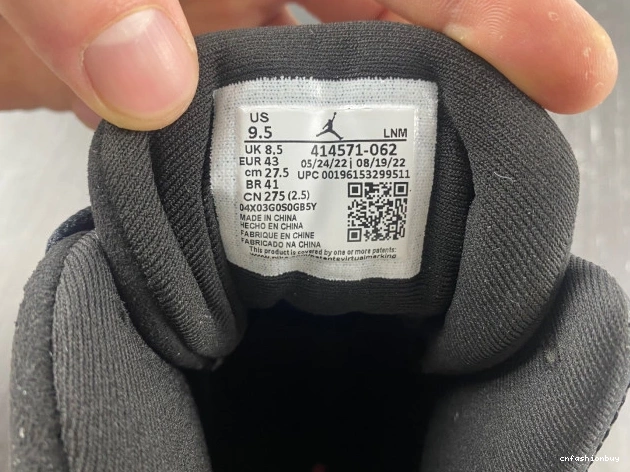 US
9.5
LNM
UK 8.5
414571-062
EUR 43
05/24/22 | 08/19/22
cm 27.5
UPC 00196153299511
BR 41
CN 275 (2.5)
04X03G0S0GB5Y
MADE IN CHINA
HECHO EN CHINA
FABRIQUE EN CHINE
FABRICADO NA CHINA
This product is covered by one or more patents:
cnfashionbuy